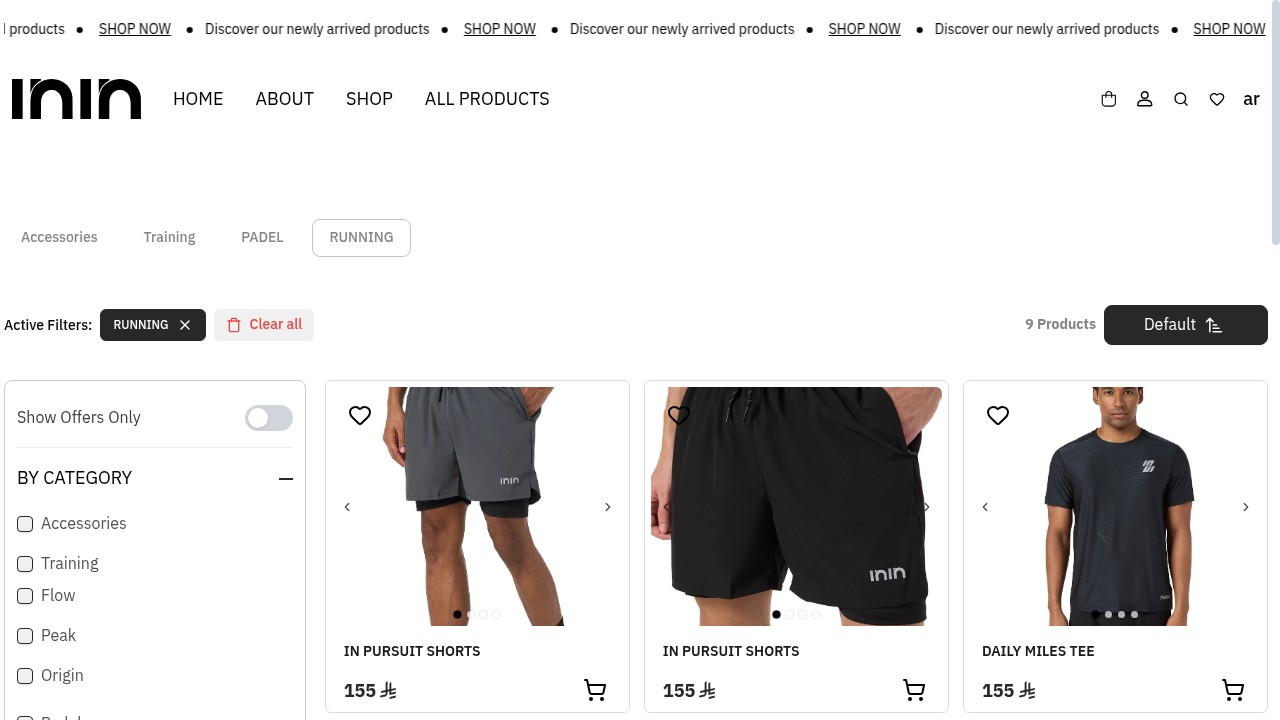 products ● SHOP NOW ● Discover our newly arrived products ● SHOP NOW ● Discover our newly arrived products ● SHOP NOW ● Discover our newly arrived products ● SHOP NOW
ININ HOME ABOUT SHOP ALL PRODUCTS ar
Accessories Training PADEL RUNNING
Active Filters: RUNNING Clear all 9 Products Default
Show Offers Only
BY CATEGORY
Accessories
Training
Flow
Peak
Origin
inin
inin
IN PURSUIT SHORTS
155
IN PURSUIT SHORTS
155
DAILY MILES TEE
155